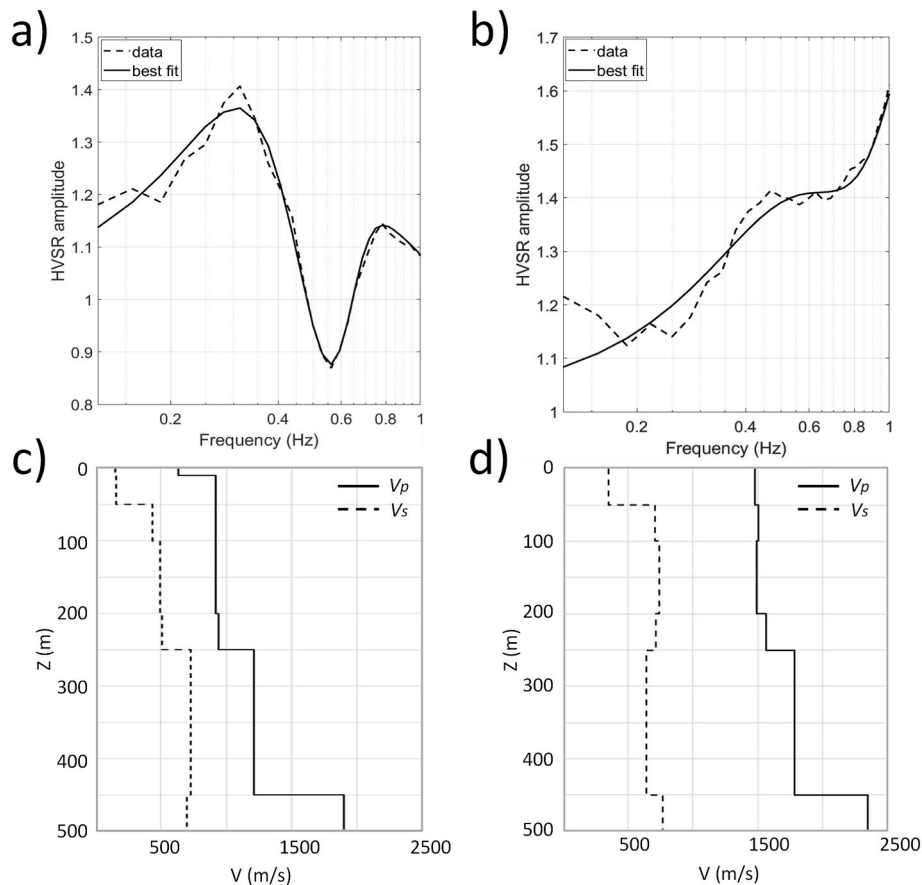 a)
HVSR amplitude
1.5
1.4
1.3
1.2
1.1
1
0.9
0.8
data
best fit
0.2 0.4 0.6 0.8 1
Frequency (Hz)
b)
HVSR amplitude
1.7
1.6
1.5
1.4
1.3
1.2
1.1
1
data
best fit
0.2 0.4 0.6 0.8 1
Frequency (Hz)
c)
Z (m)
0
100
200
300
400
500
Vp
Vs
500 1500 2500
V (m/s)
d)
Z (m)
0
100
200
300
400
500
Vp
Vs
500 1500 2500
V (m/s)